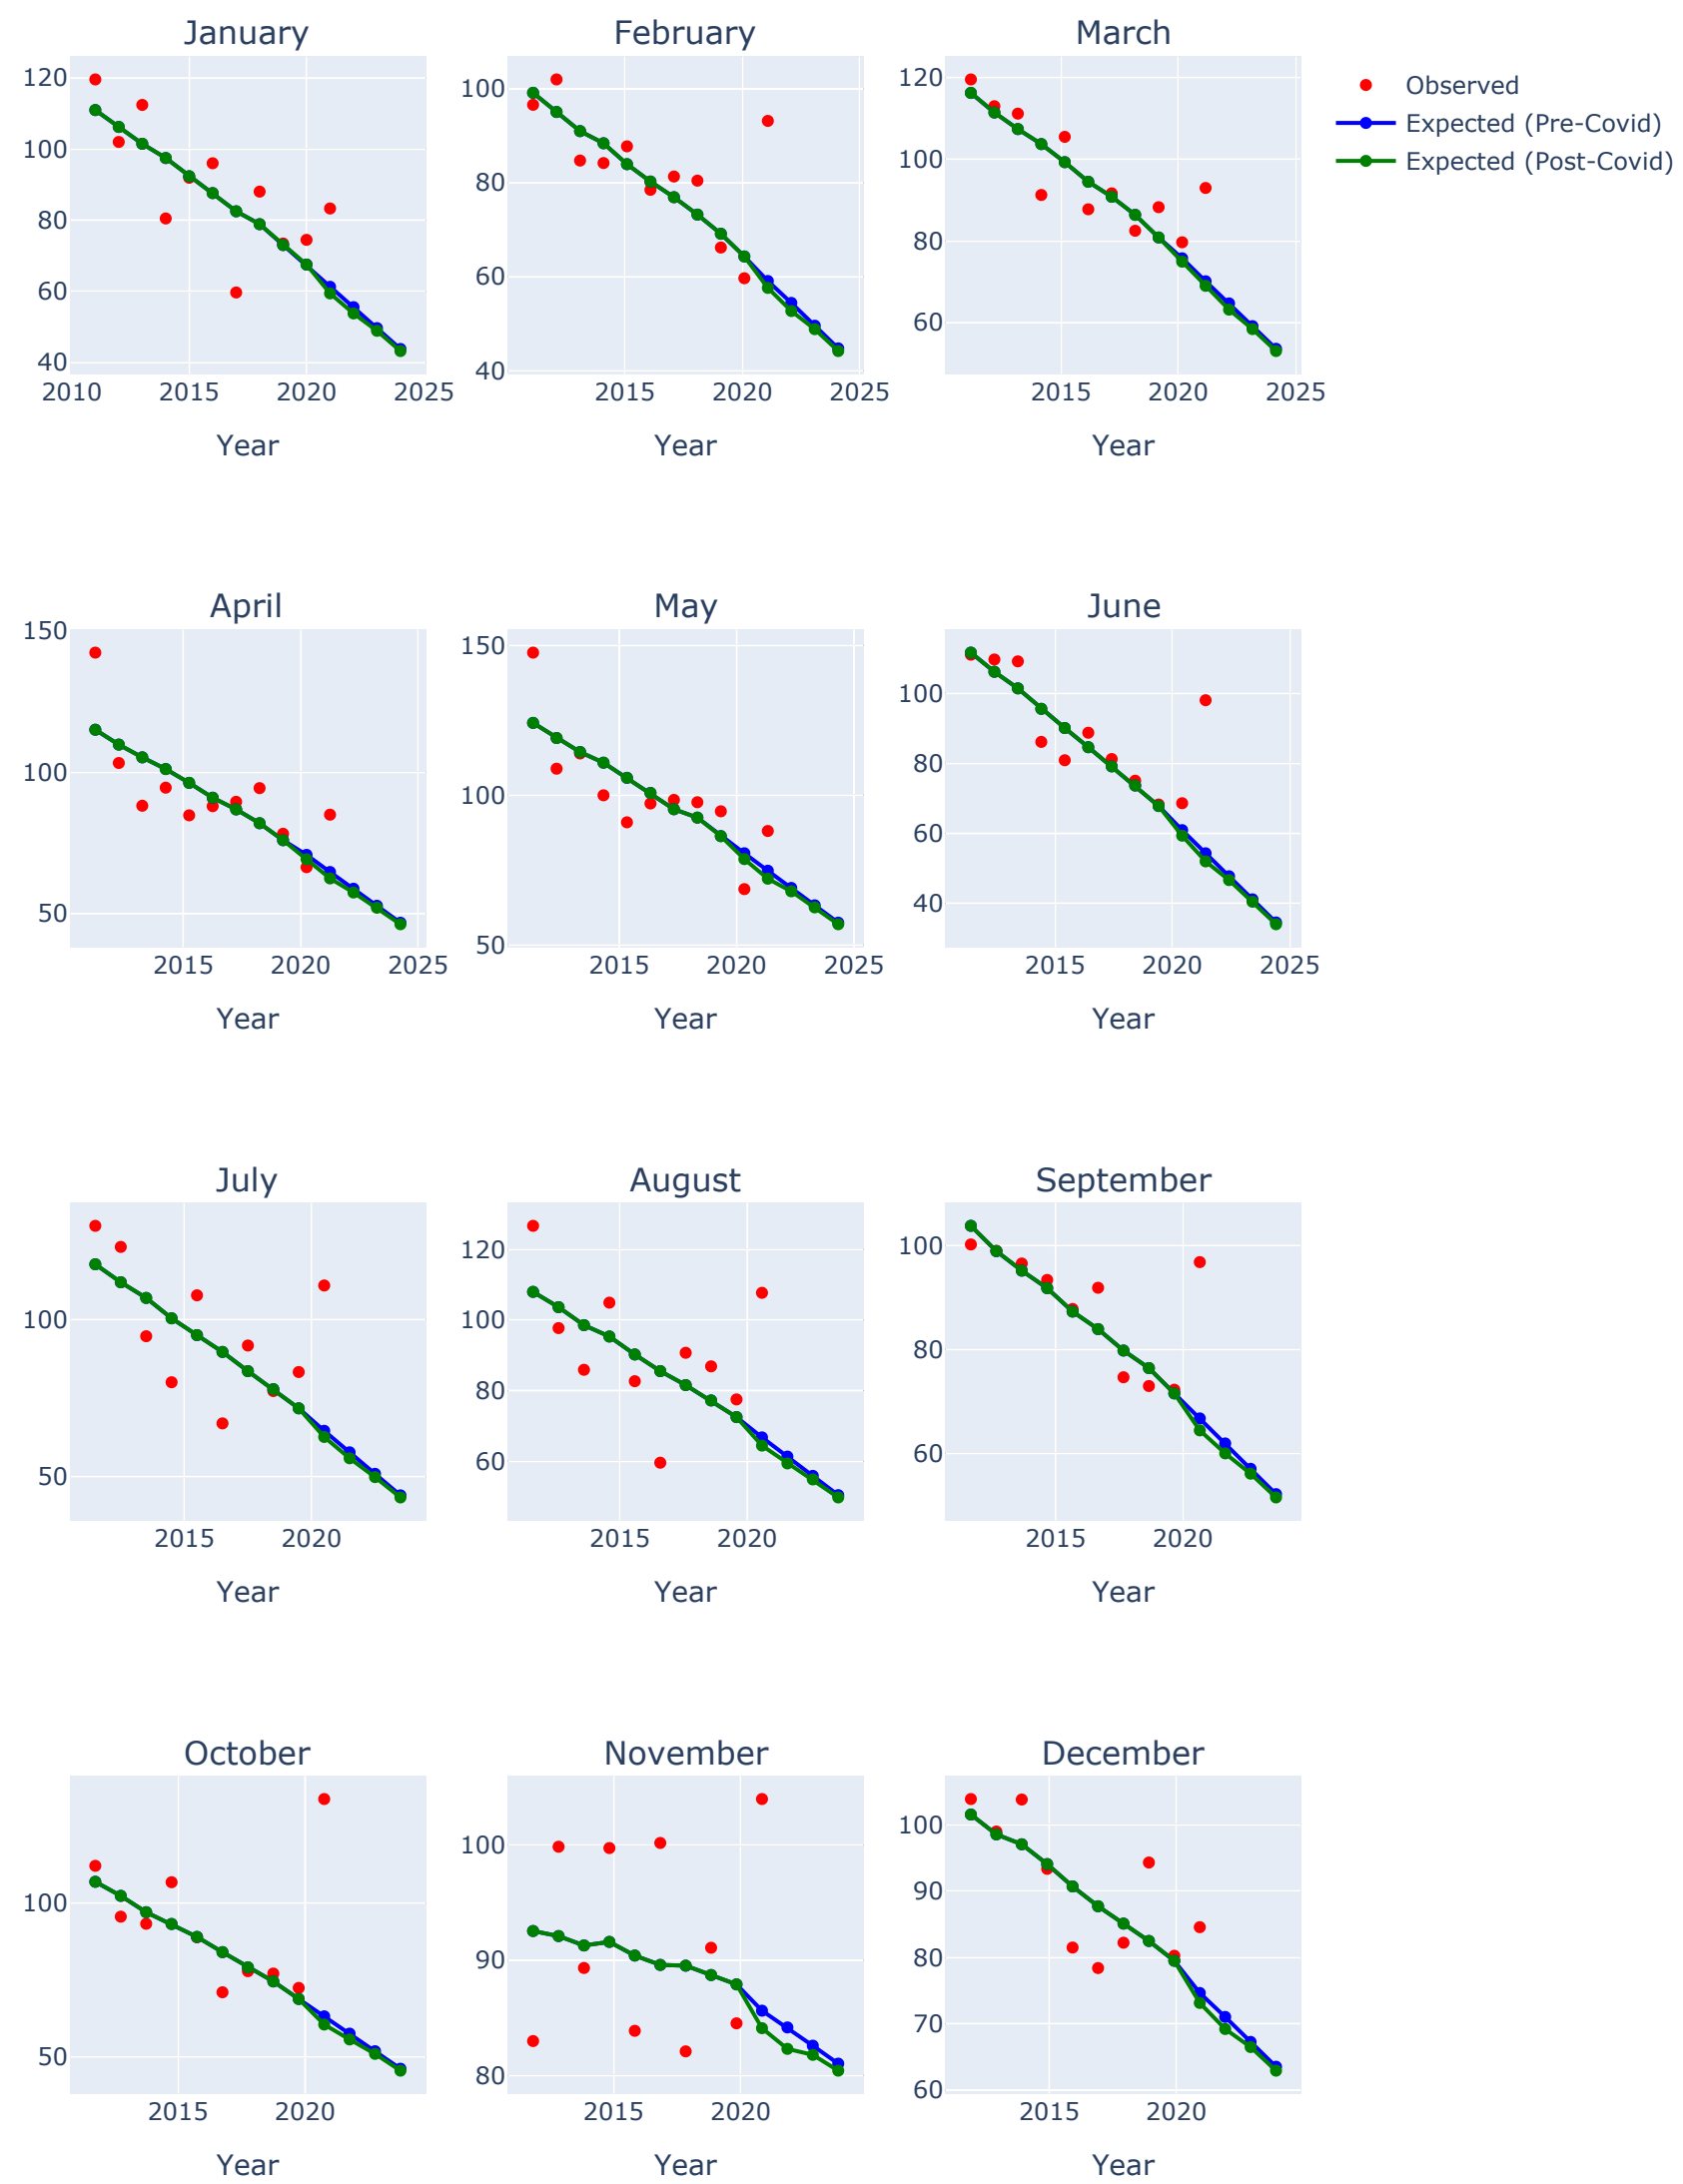 January February March
120 100 120 Observed
100 80 100 Expected (Pre-Covid)
80 60 80 Expected (Post-Covid)
60 40 60
40
2010 2015 2020 2025 2015 2020 2025 2015 2020 2025
Year Year Year
April May June
150 150 100
100 100 80
50 50 60
40
2015 2020 2025 2015 2020 2025 2015 2020 2025
Year Year Year
July August September
100 120 100
50 100 80
80 60
60
2015 2020 2015 2020 2015 2020
Year Year Year
October November December
100 100 100
50 90 90
80 80
70
60
2015 2020 2015 2020 2015 2020
Year Year Year